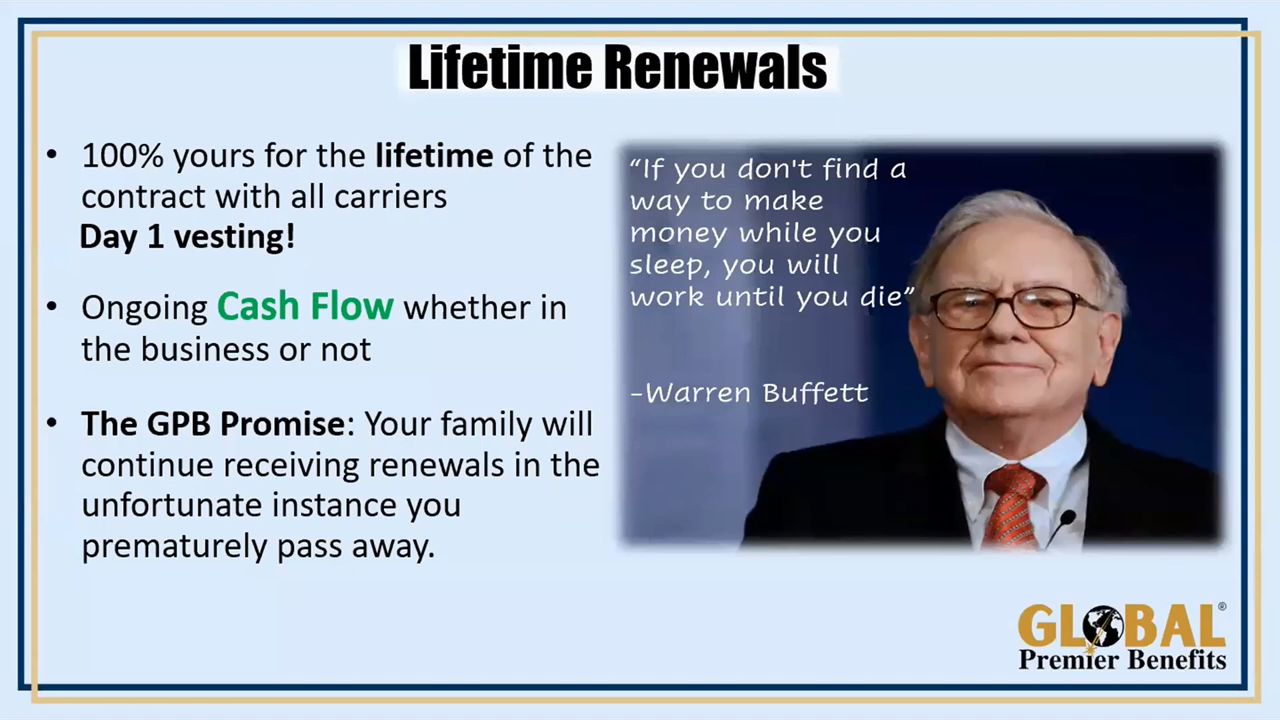 Lifetime Renewals
• 100% yours for the lifetime of the
contract with all carriers
Day 1 vesting!
• Ongoing Cash Flow whether in
the business or not
• The GPB Promise: Your family will
continue receiving renewals in the
unfortunate instance you
prematurely pass away.
“If you don't find a
way to make
money while you
sleep, you will
work until you die”
-Warren Buffett
GLOBAL®
Premier Benefits